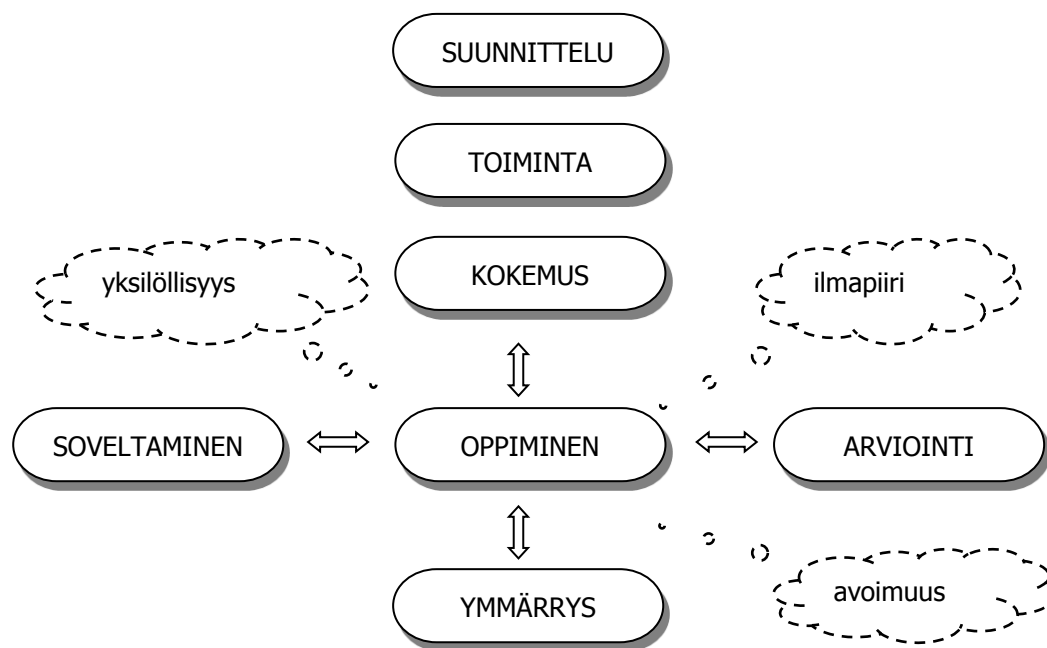 SUUNNITTELU
TOIMINTA
KOKEMUS
yksilöllisyys
ilmapiiri
SOVELTAMINEN
OPPIMINEN
ARVIOINTI
YMMÄRRYS
avoimuus